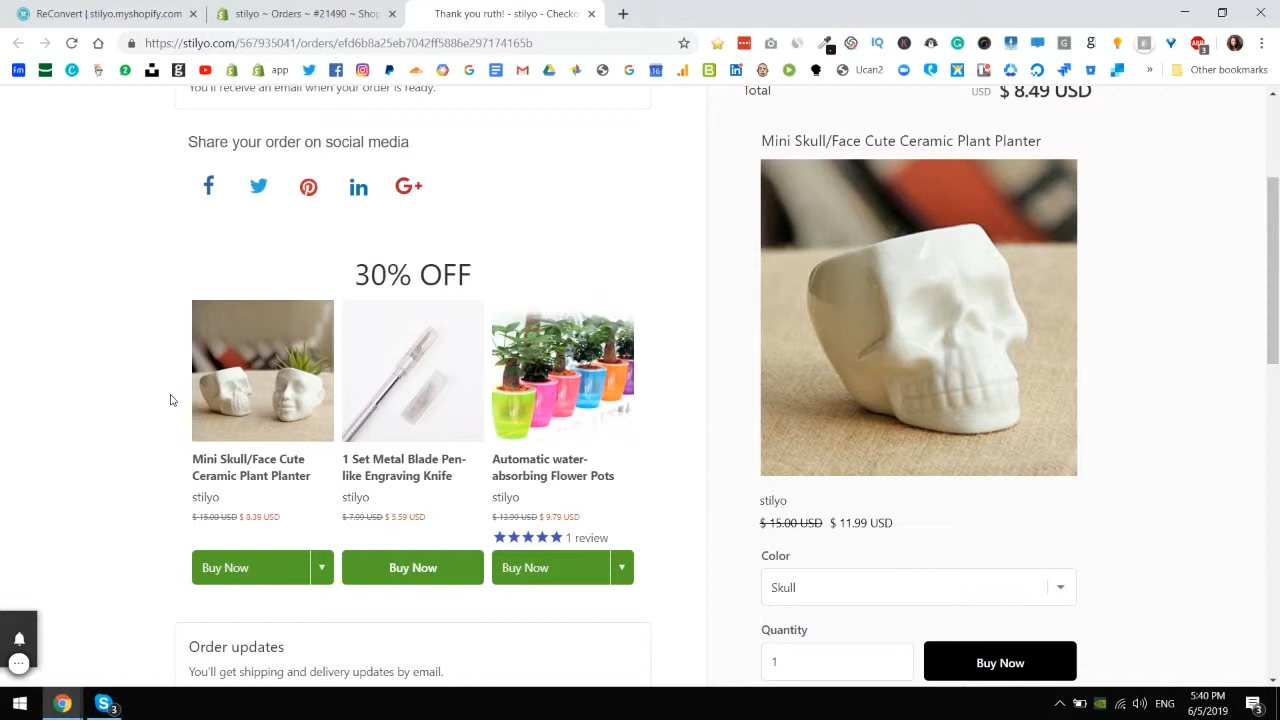 ReConvert | stilyo.myshopify.com
stilyo ~ Orders ~ #21490 ~ Shop
Thank you ruth! - stilyo - Checko
https://stilyo.com/567935041/orders/efd6b8a25eb7042ff5886e297174165b
app
Ucan2
Other bookmarks
You'll receive an email when your order is ready.
Share your order on social media
30% OFF
Mini Skull/Face Cute Ceramic Plant Planter
stilyo
$ 15.00 USD $ 8.39 USD
Buy Now
1 Set Metal Blade Pen-
like Engraving Knife
stilyo
$ 7.99 USD $ 5.59 USD
Buy Now
Automatic water-
absorbing Flower Pots
stilyo
$ 13.99 USD $ 9.79 USD
1 review
Buy Now
Order updates
You'll get shipping and delivery updates by email.
Total USD $ 8.49 USD
Mini Skull/Face Cute Ceramic Plant Planter
stilyo
$ 15.00 USD $ 11.99 USD
Color
Skull
Quantity
1
Buy Now
ENG
5:40 PM
6/5/2019